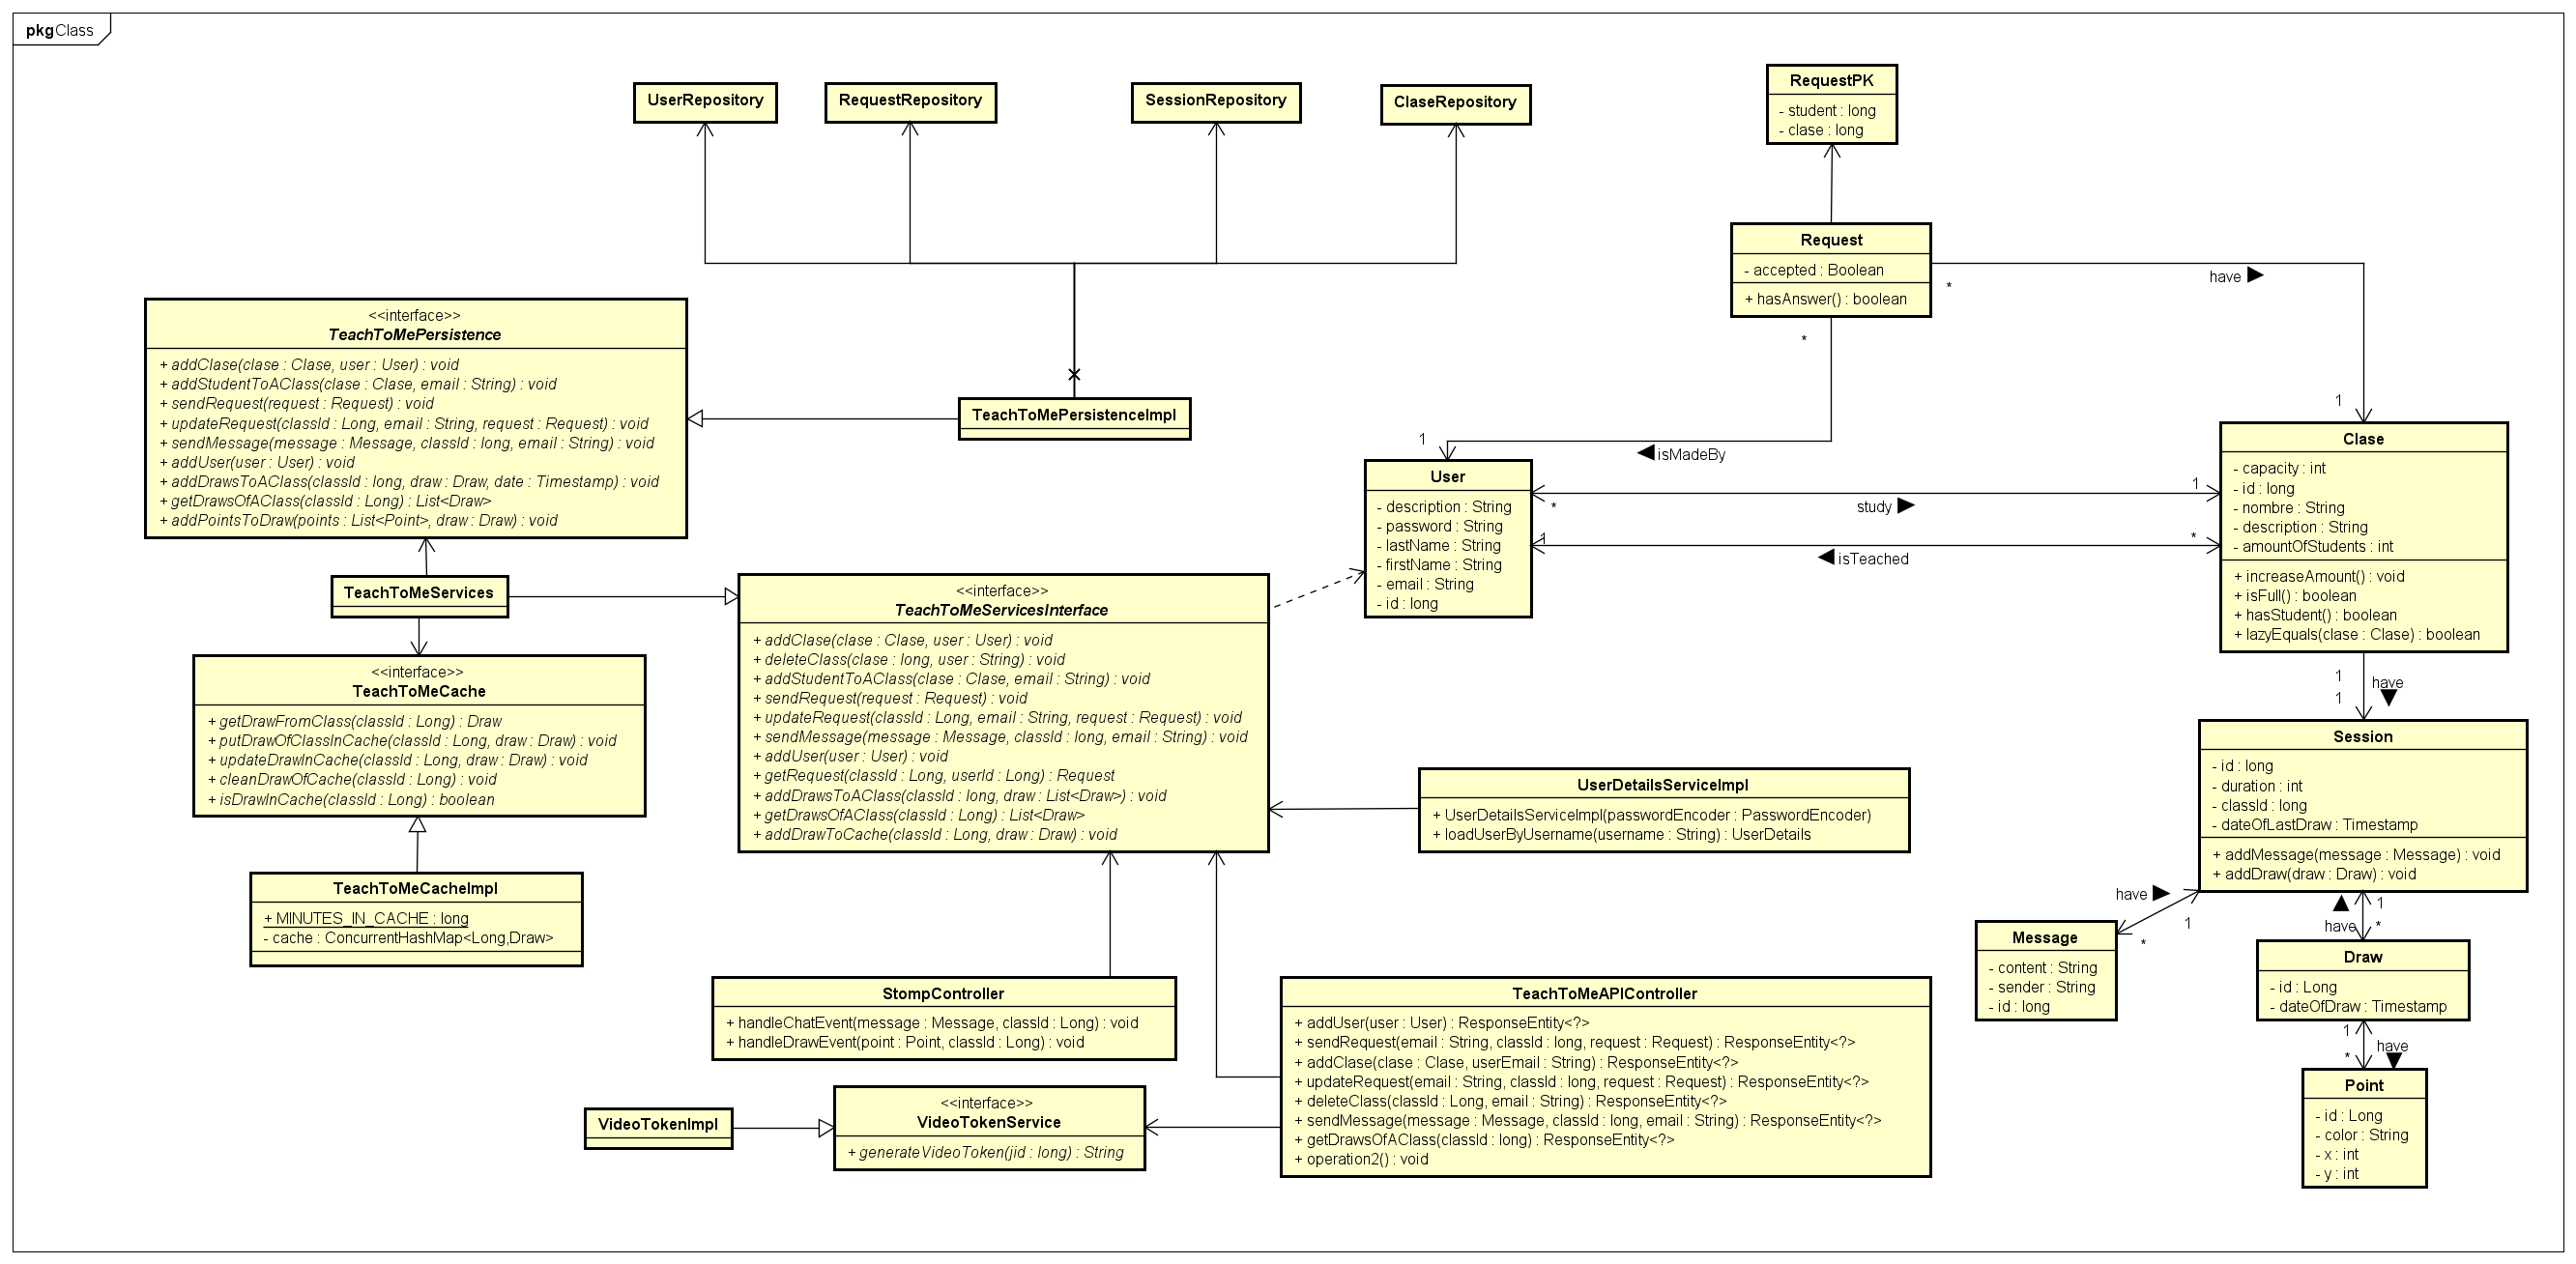 pkgClass
UserRepository
RequestRepository
SessionRepository
ClaseRepository
RequestPK
- student : long
- clase : long
Request
- accepted : Boolean
+ hasAnswer() : boolean
have
*
*
1
1
isMadeBy
<<interface>>
TeachToMePersistence
+ addClase(clase : Clase, user : User) : void
+ addStudentToAClass(clase : Clase, email : String) : void
+ sendRequest(request : Request) : void
+ updateRequest(classId : Long, email : String, request : Request) : void
+ sendMessage(message : Message, classId : long, email : String) : void
+ addUser(user : User) : void
+ addDrawsToAClass(classId : long, draw : Draw, date : Timestamp) : void
+ getDrawsOfAClass(classId : Long) : List<Draw>
+ addPointsToDraw(points : List<Point>, draw : Draw) : void
TeachToMePersistenceImpl
User
- description : String
- password : String
- lastName : String
- firstName : String
- email : String
- id : long
*
1
study
1
*
isTeached
Clase
- capacity : int
- id : long
- nombre : String
- description : String
- amountOfStudents : int
+ increaseAmount() : void
+ isFull() : boolean
+ hasStudent() : boolean
+ lazyEquals(clase : Clase) : boolean
TeachToMeServices
<<interface>>
TeachToMeServicesInterface
+ addClase(clase : Clase, user : User) : void
+ deleteClass(clase : long, user : String) : void
+ addStudentToAClass(clase : Clase, email : String) : void
+ sendRequest(request : Request) : void
+ updateRequest(classId : Long, email : String, request : Request) : void
+ sendMessage(message : Message, classId : long, email : String) : void
+ addUser(user : User) : void
+ getRequest(classId : Long, userId : Long) : Request
+ addDrawsToAClass(classId : long, draw : List<Draw>) : void
+ getDrawsOfAClass(classId : Long) : List<Draw>
+ addDrawToCache(classId : Long, draw : Draw) : void
<<interface>>
TeachToMeCache
+ getDrawFromClass(classId : Long) : Draw
+ putDrawOfClassInCache(classId : Long, draw : Draw) : void
+ updateDrawInCache(classId : Long, draw : Draw) : void
+ cleanDrawOfCache(classId : Long) : void
+ isDrawInCache(classId : Long) : boolean
TeachToMeCacheImpl
+ MINUTES_IN_CACHE : long
- cache : ConcurrentHashMap<Long,Draw>
UserDetailsServiceImpl
+ UserDetailsServiceImpl(passwordEncoder : PasswordEncoder)
+ loadUserByUsername(username : String) : UserDetails
1
1
have
Session
- id : long
- duration : int
- classId : long
- dateOfLastDraw : Timestamp
+ addMessage(message : Message) : void
+ addDraw(draw : Draw) : void
have
1
*
Message
- content : String
- sender : String
- id : long
1
have
*
Draw
- id : Long
- dateOfDraw : Timestamp
1
have
*
Point
- id : Long
- color : String
- x : int
- y : int
StompController
+ handleChatEvent(message : Message, classId : Long) : void
+ handleDrawEvent(point : Point, classId : Long) : void
TeachToMeAPIController
+ addUser(user : User) : ResponseEntity<?>
+ sendRequest(email : String, classId : long, request : Request) : ResponseEntity<?>
+ addClase(clase : Clase, userEmail : String) : ResponseEntity<?>
+ updateRequest(email : String, classId : long, request : Request) : ResponseEntity<?>
+ deleteClass(classId : Long, email : String) : ResponseEntity<?>
+ sendMessage(message : Message, classId : long, email : String) : ResponseEntity<?>
+ getDrawsOfAClass(classId : long) : ResponseEntity<?>
+ operation2() : void
VideoTokenImpl
<<interface>>
VideoTokenService
+ generateVideoToken(jid : long) : String